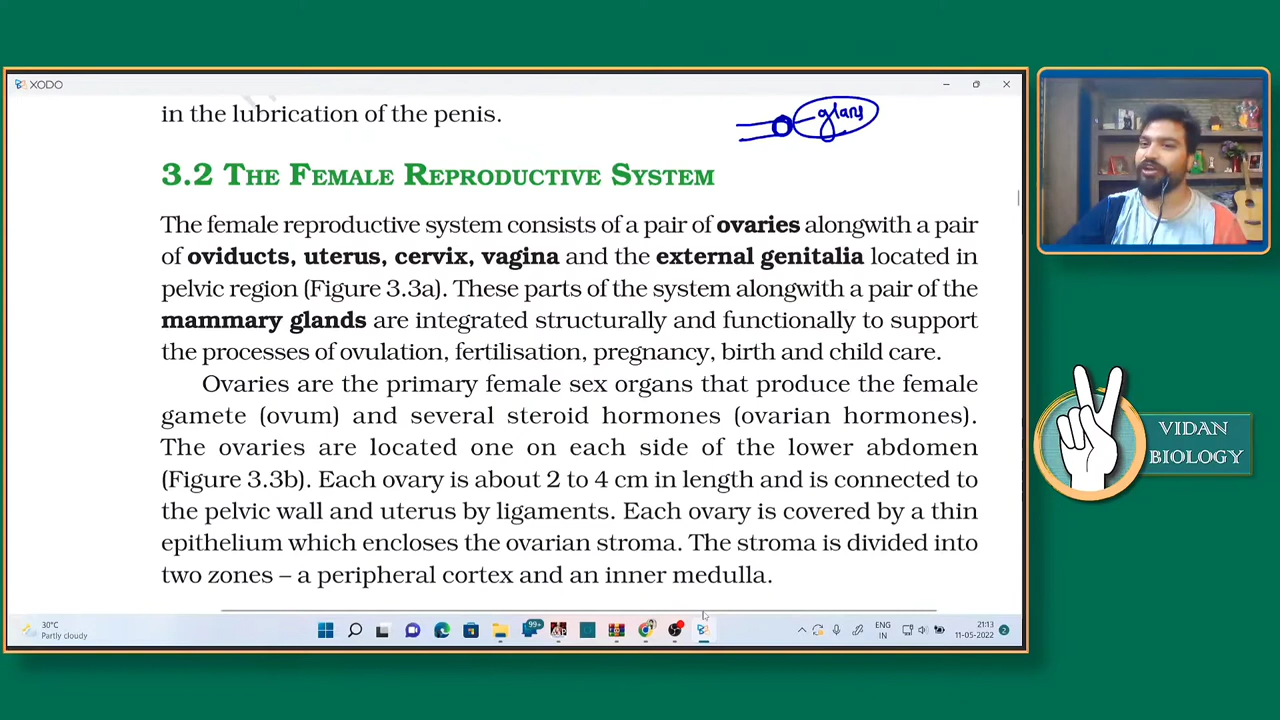 XODO
in the lubrication of the penis.
glans
3.2 THE FEMALE REPRODUCTIVE SYSTEM
The female reproductive system consists of a pair of ovaries alongwith a pair
of oviducts, uterus, cervix, vagina and the external genitalia located in
pelvic region (Figure 3.3a). These parts of the system alongwith a pair of the
mammary glands are integrated structurally and functionally to support
the processes of ovulation, fertilisation, pregnancy, birth and child care.
Ovaries are the primary female sex organs that produce the female
gamete (ovum) and several steroid hormones (ovarian hormones).
The ovaries are located one on each side of the lower abdomen
(Figure 3.3b). Each ovary is about 2 to 4 cm in length and is connected to
the pelvic wall and uterus by ligaments. Each ovary is covered by a thin
epithelium which encloses the ovarian stroma. The stroma is divided into
two zones – a peripheral cortex and an inner medulla.
VIDAN
BIOLOGY
30°C
Partly cloudy
99+
ENG
IN
21:13
11-05-2022
2